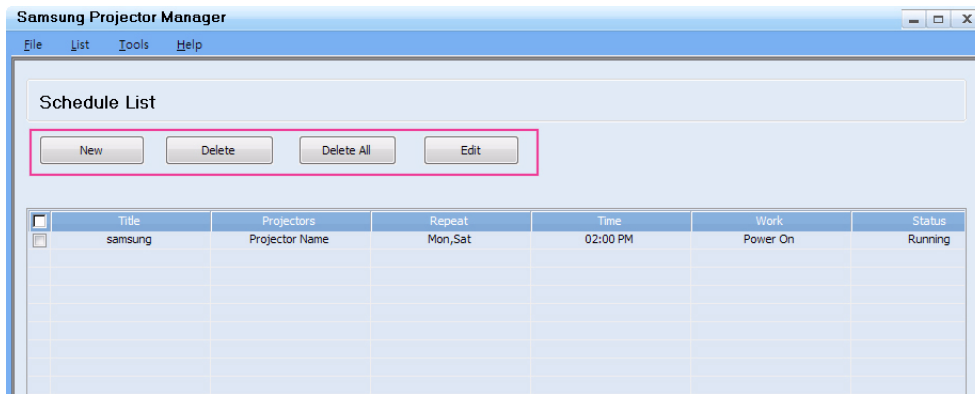 Samsung Projector Manager
File List Tools Help
Schedule List
New Delete Delete All Edit
Title Projectors Repeat Time Work Status
samsung Projector Name Mon,Sat 02:00 PM Power On Running